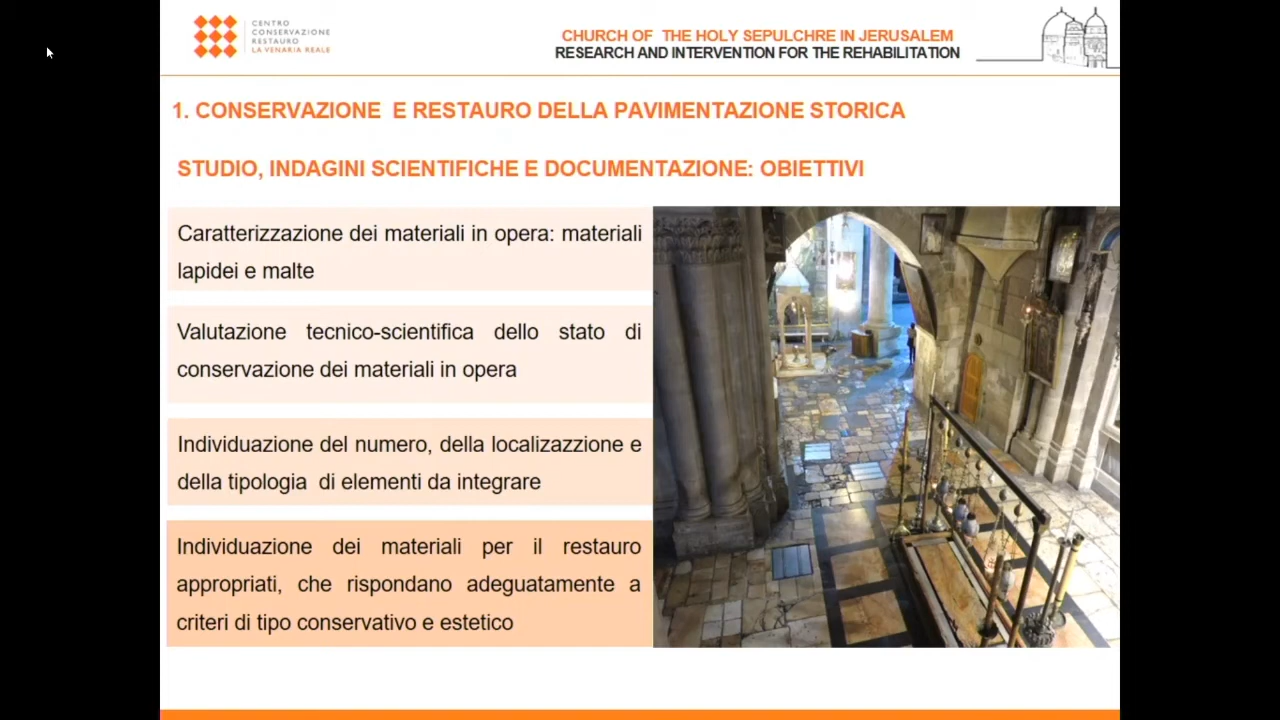 CENTRO
CONSERVAZIONE
RESTAURO
LA VENARIA REALE
CHURCH OF THE HOLY SEPULCHRE IN JERUSALEM
RESEARCH AND INTERVENTION FOR THE REHABILITATION
1. CONSERVAZIONE E RESTAURO DELLA PAVIMENTAZIONE STORICA
STUDIO, INDAGINI SCIENTIFICHE E DOCUMENTAZIONE: OBIETTIVI
Caratterizzazione dei materiali in opera: materiali
lapidei e malte
Valutazione tecnico-scientifica dello stato di
conservazione dei materiali in opera
Individuazione del numero, della localizazzione e
della tipologia di elementi da integrare
Individuazione dei materiali per il restauro
appropriati, che rispondano adeguatamente a
criteri di tipo conservativo e estetico